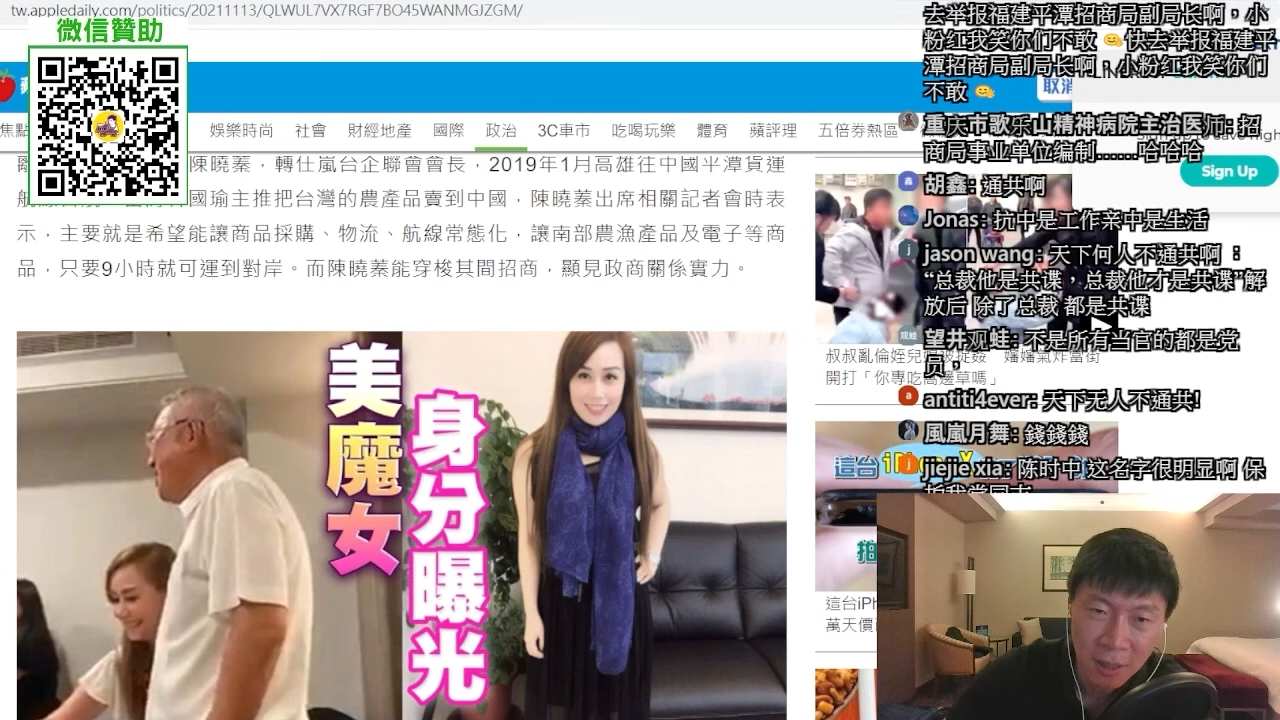 tw.appledaily.com/politics/20211113/QLWUL7VX7RGF7BO45WANMGJZGM/
微信贊助
娛樂時尚 社會 財經地產 國際 政治 3C車市 吃喝玩樂 體育 蘋評理 五倍券熱區
陳曉蓁，轉仕嵐台企聯會會長，2019年1月高雄往中國平潭貨運
國瑜主推把台灣的農產品賣到中國，陳曉蓁出席相關記者會時表
示，主要就是希望能讓商品採購、物流、航線常態化，讓南部農漁產品及電子等商
品，只要9小時就可運到對岸。而陳曉蓁能穿梭其間招商，顯見政商關係實力。
美魔女
身分曝光
去举报福建平潭招商局副局长啊，小
粉红我笑你们不敢 快去举报福建平
潭招商局副局长啊，小粉红我笑你们
不敢
取消
Sign Up
重庆市歌乐山精神病院主治医师: 招
商局事业单位编制......哈哈哈
胡鑫: 通共啊
Jonas: 抗中是工作亲中是生活
jason wang: 天下何人不通共啊 ：
“总裁他是共谍，总裁他才是共谍”解
放后 除了总裁 都是共谍
望井观蛙: 不是所有当官的都是党
员，
叔叔亂倫姪兒
開打「你專吃窩邊草嗎」
antiti4ever: 天下无人不通共!
風嵐月舞: 錢錢錢
這台
jiejie xia: 陈时中 这名字很明显啊 保
這台iPh
萬天價